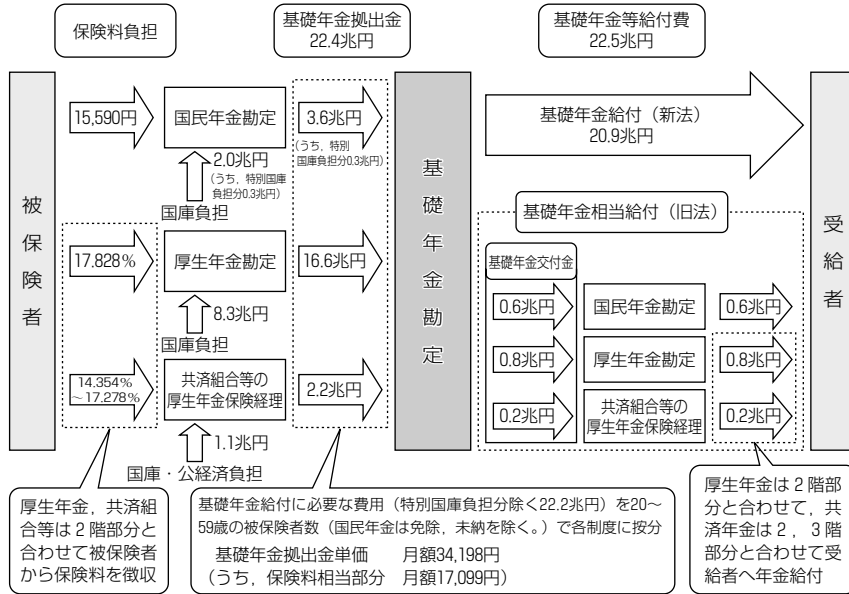 保険料負担
基礎年金拠出金
22.4兆円
基礎年金等給付費
22.5兆円
被保険者
15,590円
国民年金勘定
3.6兆円
(うち，特別
国庫負担分0.3兆円)
2.0兆円
(うち，特別国庫
負担分0.3兆円)
国庫負担
17.828%
厚生年金勘定
16.6兆円
8.3兆円
国庫負担
14.354%
～17.278%
共済組合等の
厚生年金保険経理
2.2兆円
1.1兆円
国庫・公経済負担
基礎年金勘定
基礎年金給付（新法）
20.9兆円
基礎年金相当給付（旧法）
基礎年金交付金
0.6兆円
国民年金勘定
0.6兆円
0.8兆円
厚生年金勘定
0.8兆円
0.2兆円
共済組合等の
厚生年金保険経理
0.2兆円
受給者
厚生年金，共済組
合等は２階部分と
合わせて被保険者
から保険料を徴収
基礎年金給付に必要な費用（特別国庫負担分除く22.2兆円）を20～
59歳の被保険者数（国民年金は免除，未納を除く。）で各制度に按分
基礎年金拠出金単価　月額34,198円
（うち，保険料相当部分　月額17,099円）
厚生年金は２階部
分と合わせて，共
済年金は２，３階
部分と合わせて受
給者へ年金給付